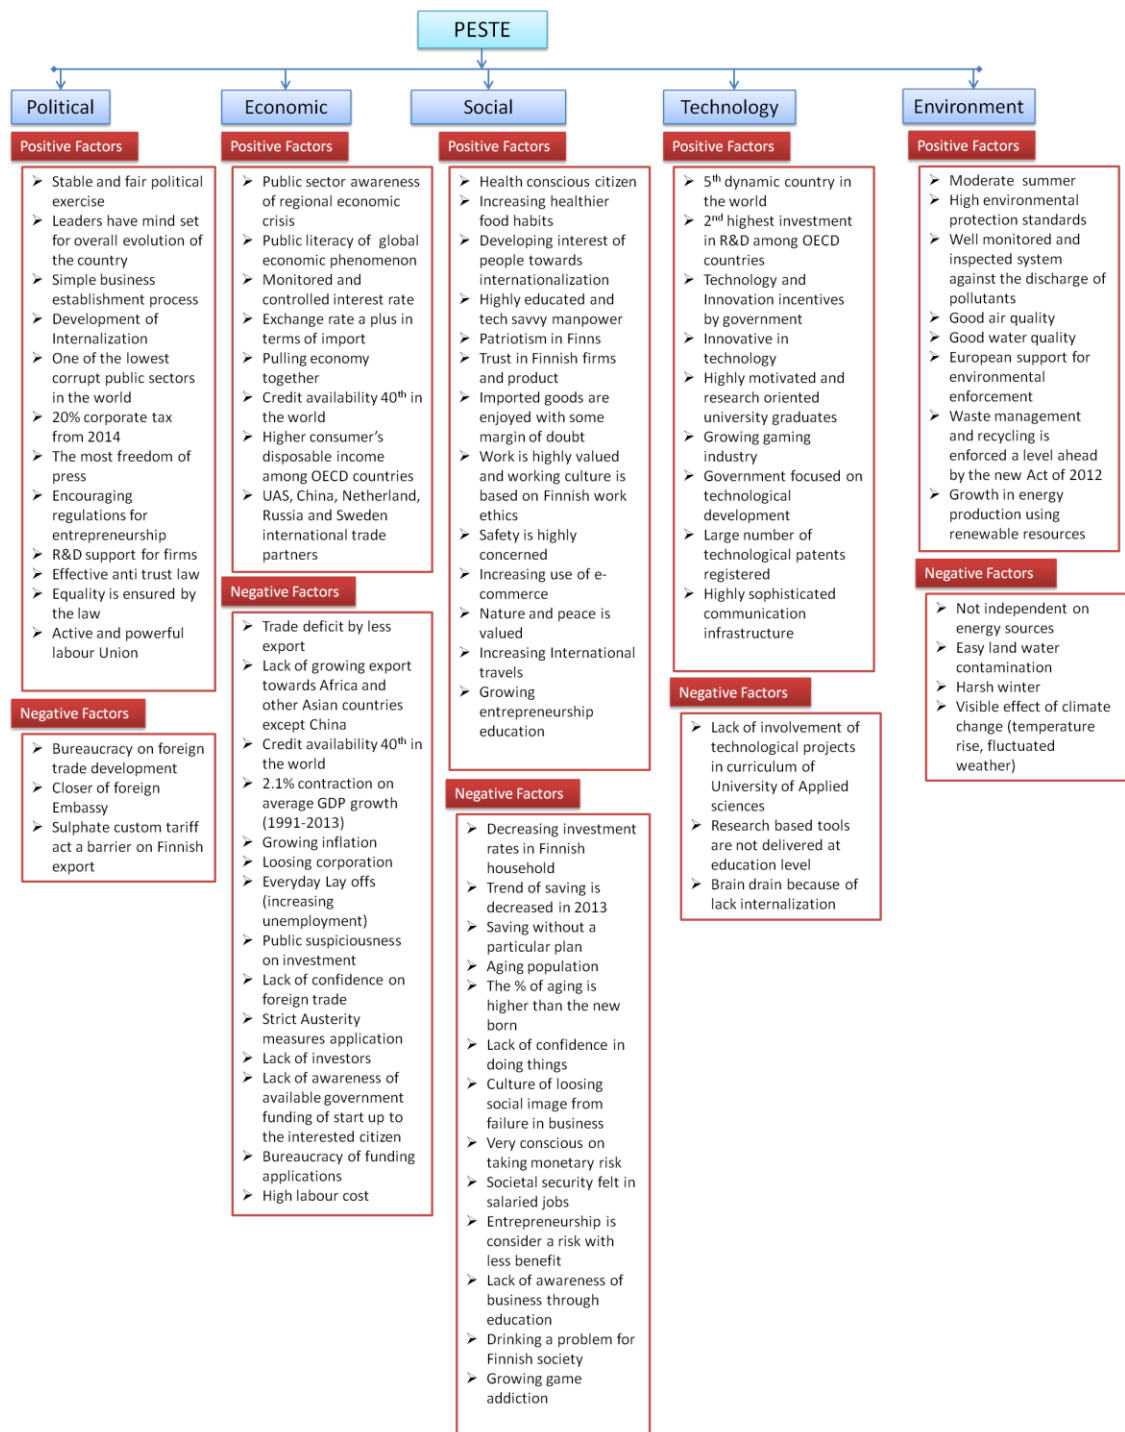 PESTE
Political
Positive Factors
Stable and fair political
exercise
Leaders have mind set
for overall evolution of
the country
Simple business
establishment process
Development of
Internalization
One of the lowest
corrupt public sectors
in the world
20% corporate tax
from 2014
The most freedom of
press
Encouraging
regulations for
entrepreneurship
R&D support for firms
Effective anti trust law
Equality is ensured by
the law
Active and powerful
labour Union
Negative Factors
Bureaucracy on foreign
trade development
Closer of foreign
Embassy
Sulphate custom tariff
act a barrier on Finnish
export
Economic
Positive Factors
Public sector awareness
of regional economic
crisis
Public literacy of global
economic phenomenon
Monitored and
controlled interest rate
Exchange rate a plus in
terms of import
Pulling economy
together
Credit availability 40th in
the world
Higher consumer's
disposable income
among OECD countries
UAS, China, Netherland,
Russia and Sweden
international trade
partners
Negative Factors
Trade deficit by less
export
Lack of growing export
towards Africa and
other Asian countries
except China
Credit availability 40th in
the world
2.1% contraction on
average GDP growth
(1991-2013)
Growing inflation
Loosing corporation
Everyday Lay offs
(increasing
unemployment)
Public suspiciousness
on investment
Lack of confidence on
foreign trade
Strict Austerity
measures application
Lack of investors
Lack of awareness of
available government
funding of start up to
the interested citizen
Bureaucracy of funding
applications
High labour cost
Social
Positive Factors
Health conscious citizen
Increasing healthier
food habits
Developing interest of
people towards
internationalization
Highly educated and
tech savvy manpower
Patriotism in Finns
Trust in Finnish firms
and product
Imported goods are
enjoyed with some
margin of doubt
Work is highly valued
and working culture is
based on Finnish work
ethics
Safety is highly
concerned
Increasing use of e-
commerce
Nature and peace is
valued
Increasing International
travels
Growing
entrepreneurship
education
Negative Factors
Decreasing investment
rates in Finnish
household
Trend of saving is
decreased in 2013
Saving without a
particular plan
Aging population
The % of aging is
higher than the new
born
Lack of confidence in
doing things
Culture of loosing
social image from
failure in business
Very conscious on
taking monetary risk
Societal security felt in
salaried jobs
Entrepreneurship is
consider a risk with
less benefit
Lack of awareness of
business through
education
Drinking a problem for
Finnish society
Growing game
addiction
Technology
Positive Factors
5th dynamic country in
the world
2nd highest investment
in R&D among OECD
countries
Technology and
Innovation incentives
by government
Innovative in
technology
Highly motivated and
research oriented
university graduates
Growing gaming
industry
Government focused on
technological
development
Large number of
technological patents
registered
Highly sophisticated
communication
infrastructure
Negative Factors
Lack of involvement of
technological projects
in curriculum of
University of Applied
sciences
Research based tools
are not delivered at
education level
Brain drain because of
lack internalization
Environment
Positive Factors
Moderate summer
High environmental
protection standards
Well monitored and
inspected system
against the discharge of
pollutants
Good air quality
Good water quality
European support for
environmental
enforcement
Waste management
and recycling is
enforced a level ahead
by the new Act of 2012
Growth in energy
production using
renewable resources
Negative Factors
Not independent on
energy sources
Easy land water
contamination
Harsh winter
Visible effect of climate
change (temperature
rise, fluctuated
weather)